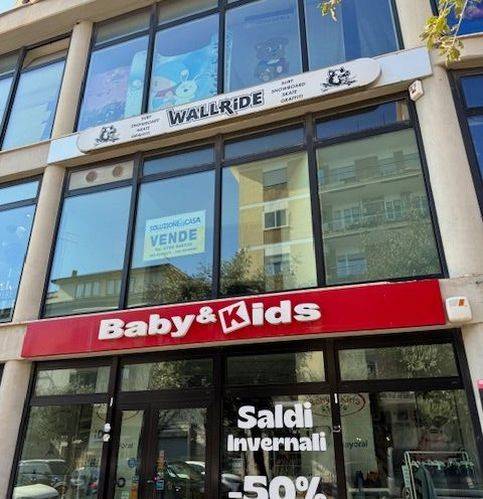 SURF
SNOWBOARD
SKATE
GRAFFITI
WALLRIDE
SURF
SNOWBOARD
SKATE
GRAFFITI
SOLUZIONE CASA
VENDE
Baby & Kids
Saldi
Invernali
-50%